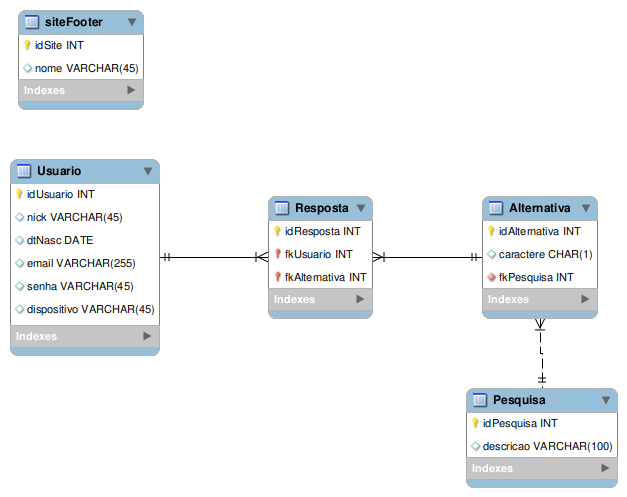 siteFooter
idSite INT
nome VARCHAR(45)
Indexes
Usuario
idUsuario INT
nick VARCHAR(45)
dtNasc DATE
email VARCHAR(255)
senha VARCHAR(45)
dispositivo VARCHAR(45)
Indexes
Resposta
idResposta INT
fkUsuario INT
fkAlternativa INT
Indexes
Alternativa
idAlternativa INT
caractere CHAR(1)
fkPesquisa INT
Indexes
Pesquisa
idPesquisa INT
descricao VARCHAR(100)
Indexes